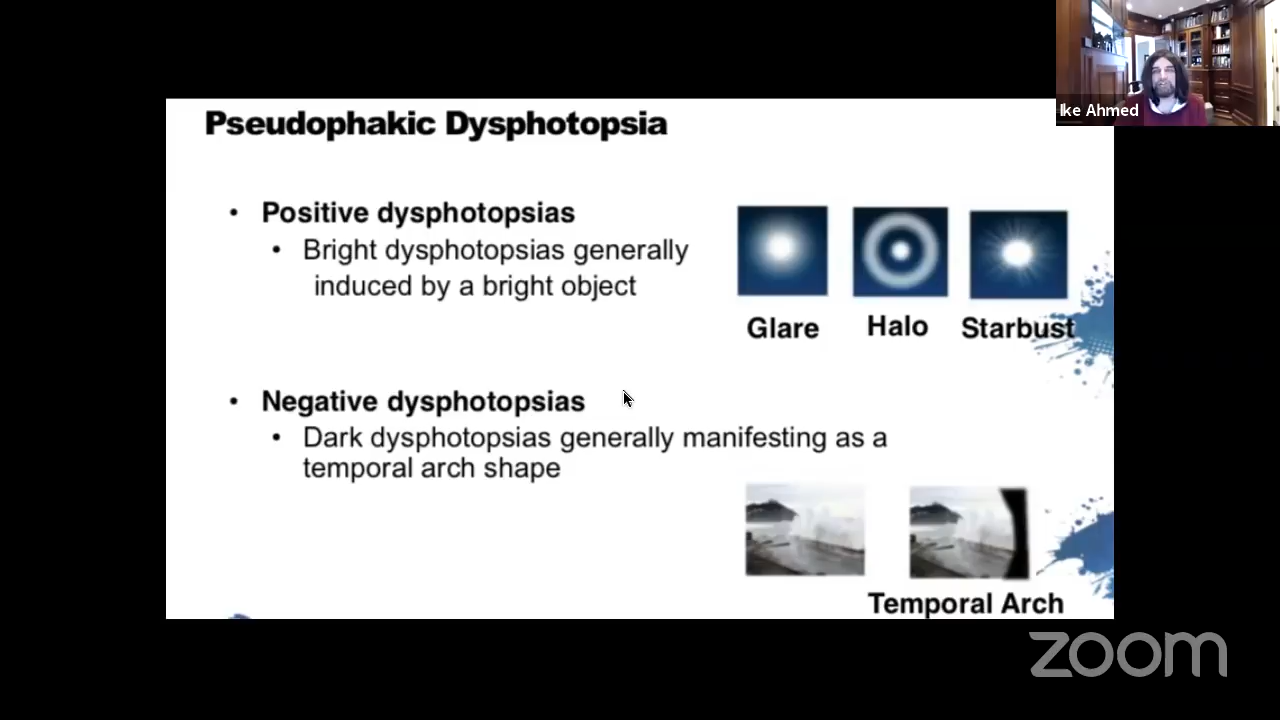 Ike Ahmed
Pseudophakic Dysphotopsia
• Positive dysphotopsias
• Bright dysphotopsias generally
induced by a bright object
Glare
Halo
Starbust
• Negative dysphotopsias
• Dark dysphotopsias generally manifesting as a
temporal arch shape
Temporal Arch
zoom